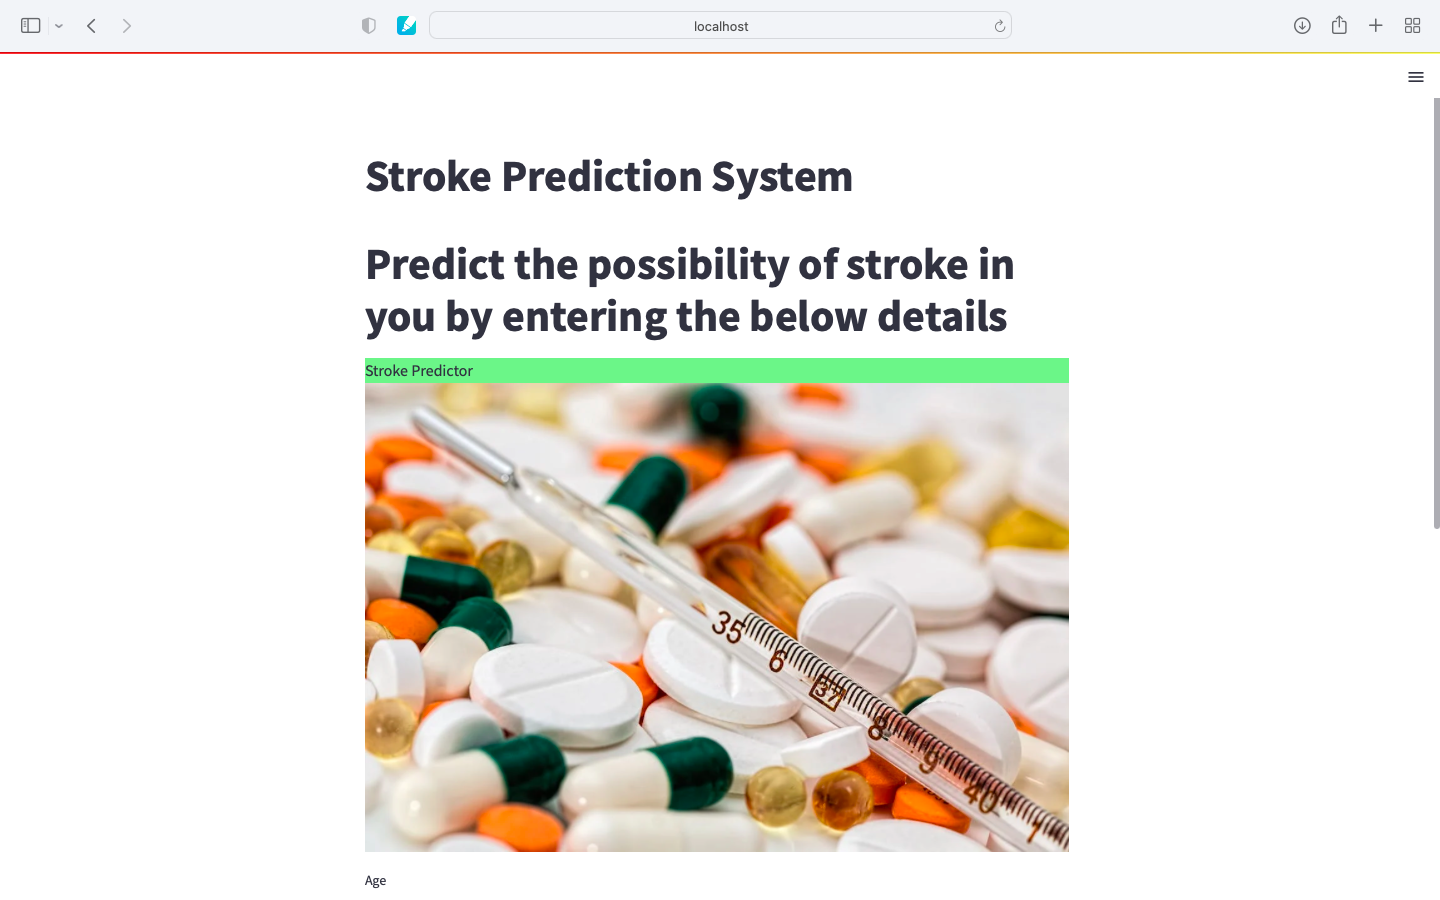 localhost
Stroke Prediction System
Predict the possibility of stroke in
you by entering the below details
Stroke Predictor
35
6
37
8
9
40
1
Age